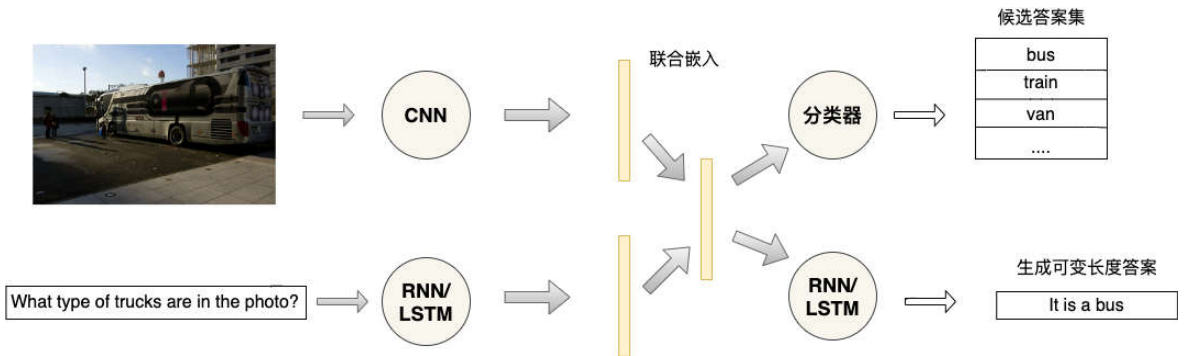 候选答案集
联合嵌入
bus
train
van
....
CNN
分类器
What type of trucks are in the photo?
RNN/
LSTM
RNN/
LSTM
生成可变长度答案
It is a bus